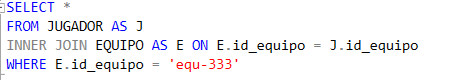 SELECT *
FROM JUGADOR AS J
INNER JOIN EQUIPO AS E ON E.id_equipo = J.id_equipo
WHERE E.id_equipo = 'equ-333'